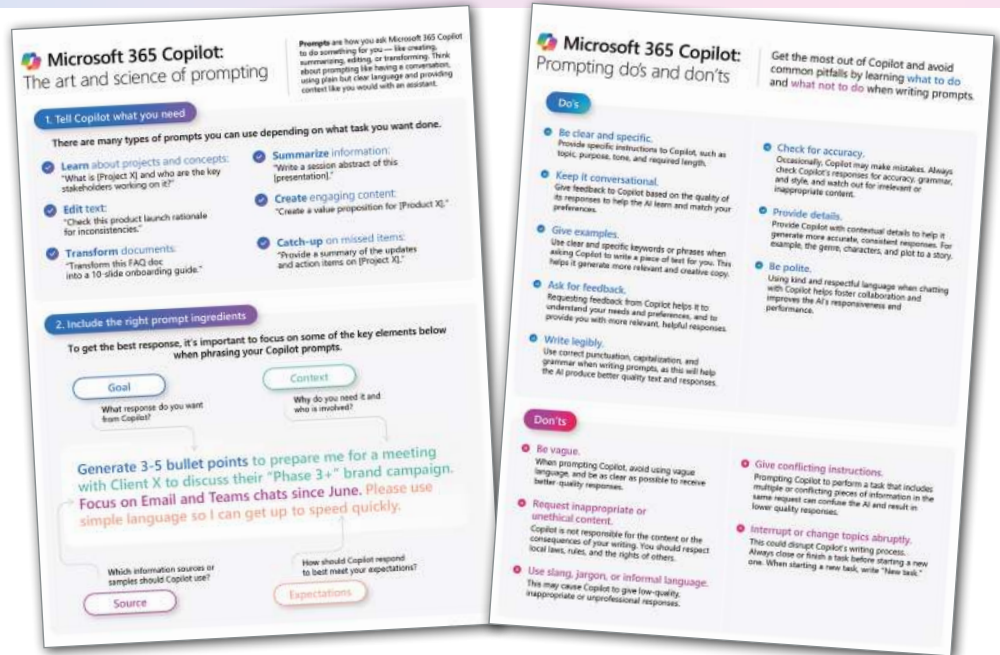 Microsoft 365 Copilot:
The art and science of prompting
Prompts are how you ask Microsoft 365 Copilot
to do something for you — like creating,
summarizing, editing, or transforming. Think
about prompting like having a conversation,
using plain but clear language and providing
context like you would with an assistant.
1. Tell Copilot what you need
There are many types of prompts you can use depending on what task you want done.
Learn about projects and concepts:
"What is [Project X] and who are the key
stakeholders working on it?"
Edit text:
"Check this product launch rationale
for inconsistencies."
Transform documents:
"Transform this FAQ doc
into a 10-slide onboarding guide."
Summarize information:
"Write a session abstract of this
[presentation]."
Create engaging content:
"Create a value proposition for [Product X]."
Catch-up on missed items:
"Provide a summary of the updates
and action items on [Project X]."
2. Include the right prompt ingredients
To get the best response, it's important to focus on some of the key elements below
when phrasing your Copilot prompts.
Goal
What response do you want
from Copilot?
Context
Why do you need it and
who is involved?
Generate 3-5 bullet points to prepare me for a meeting
with Client X to discuss their "Phase 3+" brand campaign.
Focus on Email and Teams chats since June. Please use
simple language so I can get up to speed quickly.
Which information sources or
samples should Copilot use?
Source
How should Copilot respond
to best meet your expectations?
Expectations
Microsoft 365 Copilot:
Prompting do's and don'ts
Get the most out of Copilot and avoid
common pitfalls by learning what to do
and what not to do when writing prompts.
Do's
Be clear and specific.
Provide specific instructions to Copilot, such as
topic, purpose, tone, and required length.
Keep it conversational.
Give feedback to Copilot based on the quality of
its responses to help the AI learn and match your
preferences.
Give examples.
Use clear and specific keywords or phrases when
asking Copilot to write a piece of text for you. This
helps it generate more relevant and creative copy.
Ask for feedback.
Requesting feedback from Copilot helps it to
understand your needs and preferences, and to
provide you with more relevant, helpful responses.
Write legibly.
Use correct punctuation, capitalization, and
grammar when writing prompts, as this will help
the AI produce better quality text and responses.
Check for accuracy.
Occasionally, Copilot may make mistakes. Always
check Copilot's responses for accuracy, grammar,
and style, and watch out for irrelevant or
inappropriate content.
Provide details.
Provide Copilot with contextual details to help it
generate more accurate, consistent responses. For
example, the genre, characters, and plot to a story.
Be polite.
Using kind and respectful language when chatting
with Copilot helps foster collaboration and
improves the AI's responsiveness and
performance.
Don'ts
Be vague.
When prompting Copilot, avoid using vague
language, and be as clear as possible to receive
better-quality responses.
Request inappropriate or
unethical content.
Copilot is not responsible for the content or the
consequences of your writing. You should respect
local laws, rules, and the rights of others.
Use slang, jargon, or informal language.
This may cause Copilot to give low-quality,
inappropriate or unprofessional responses.
Give conflicting instructions.
Prompting Copilot to perform a task that includes
multiple or conflicting pieces of information in the
same request can confuse the AI and result in
lower quality responses.
Interrupt or change topics abruptly.
This could disrupt Copilot's writing process.
Always close or finish a task before starting a new
one. When starting a new task, write "New task."